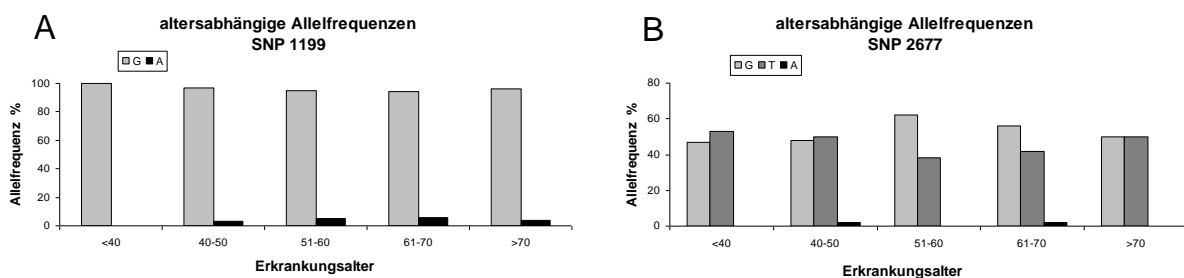 A
altersabhängige Allelfrequenzen
SNP 1199
G A
Allelfrequenz %
100
80
60
40
20
0
<40 40-50 51-60 61-70 >70
Erkrankungsalter
B
altersabhängige Allelfrequenzen
SNP 2677
G T A
Allelfrequenz %
80
60
40
20
0
<40 40-50 51-60 61-70 >70
Erkrankungsalter